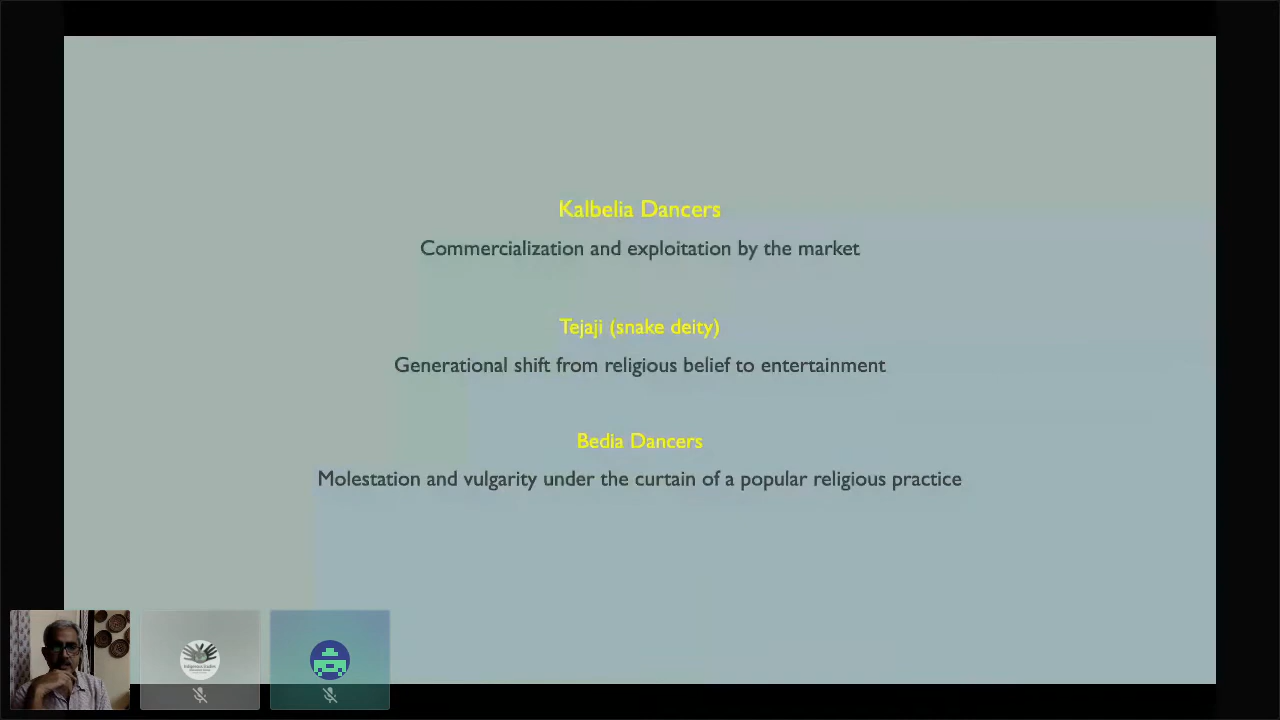 Kalbelia Dancers
Commercialization and exploitation by the market
Tejaji (snake deity)
Generational shift from religious belief to entertainment
Bedia Dancers
Molestation and vulgarity under the curtain of a popular religious practice